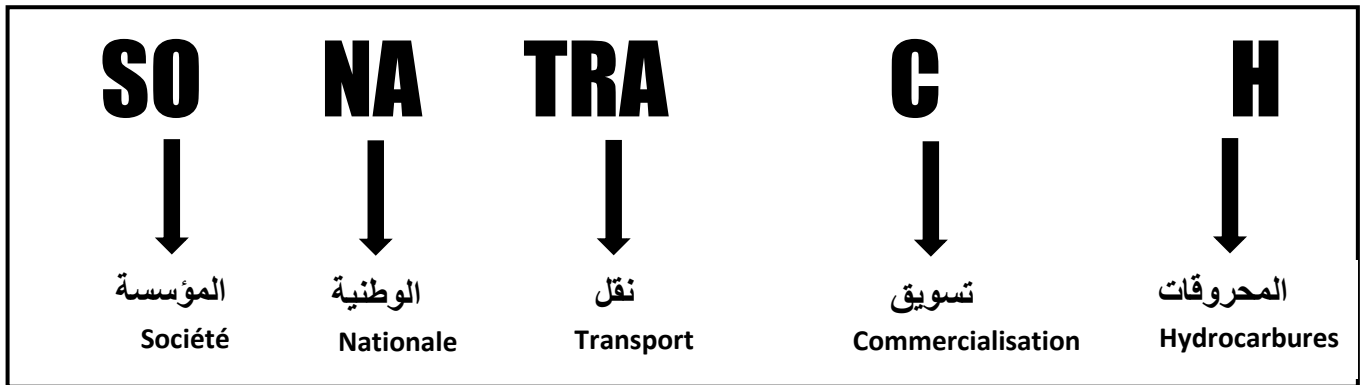 SO NA TRA C H
المؤسسة الوطنية نقل تسويق المحروقات
Société Nationale Transport Commercialisation Hydrocarbures